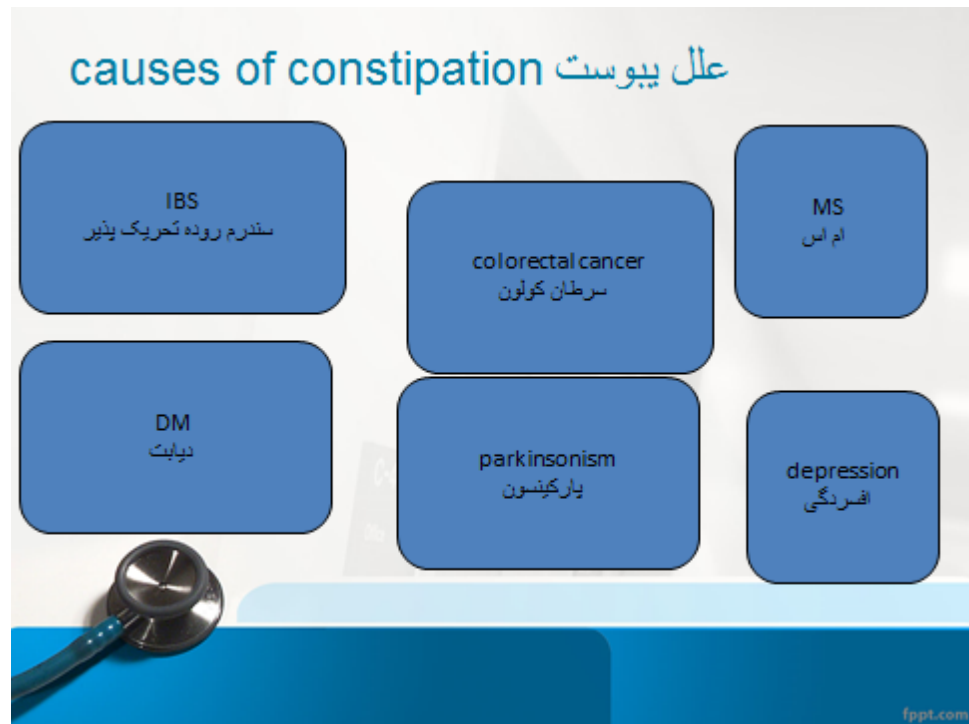 causes of constipation علل یبوست
IBS
سندرم روده تحریک پذیر
colorectal cancer
سرطان کولون
MS
ام اس
DM
دیابت
parkinsonism
پارکینسون
depression
افسردگی
fppt.com